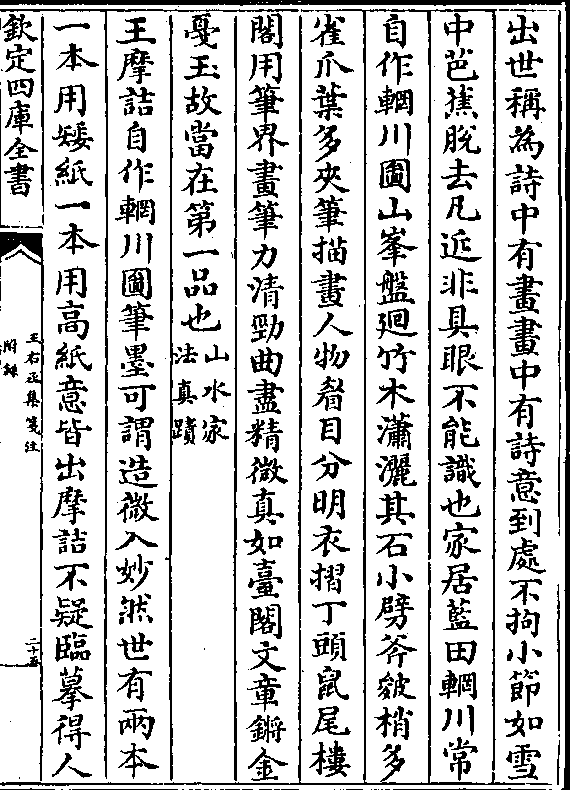 出世稱為詩中有畫畫中有詩意到處不拘小節如雪
中芭蕉脫去凡近非具眼不能識也家居藍田輞川常
自作輞川圖山峯盤廻竹木瀟灑其石小劈斧皴梢多
雀爪葉多夾筆描畫人物眉目分明衣摺丁頭鼠尾樓
閣用筆界畫筆力清勁曲盡精微真如臺閣文章鏘金
戛玉故當在第一品也山水家
法真蹟
王摩詰自作輞川圖筆墨可謂造微入妙然世有兩本
一本用矮紙一本用高紙意皆出摩詰不疑臨摹得人
欽定四庫全書
王右丞集箋注
附錄
二十五